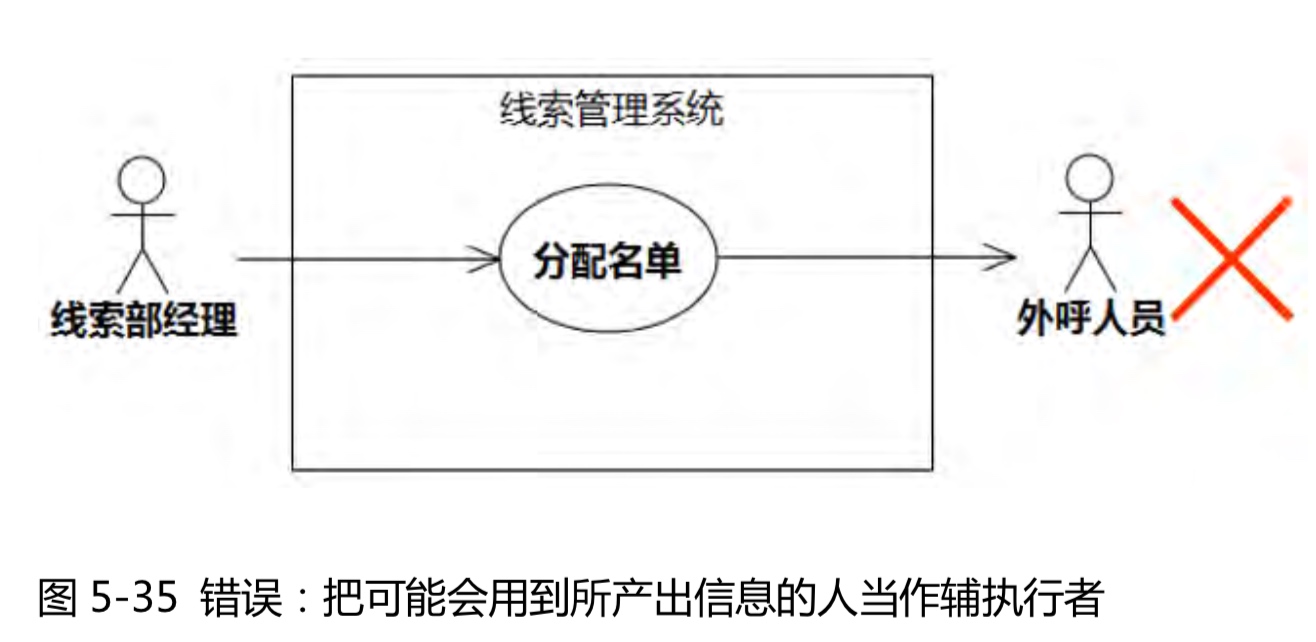 线索管理系统
分配名单
线索部经理
外呼人员
图 5-35 错误：把可能会用到所产出信息的人当作辅执行者